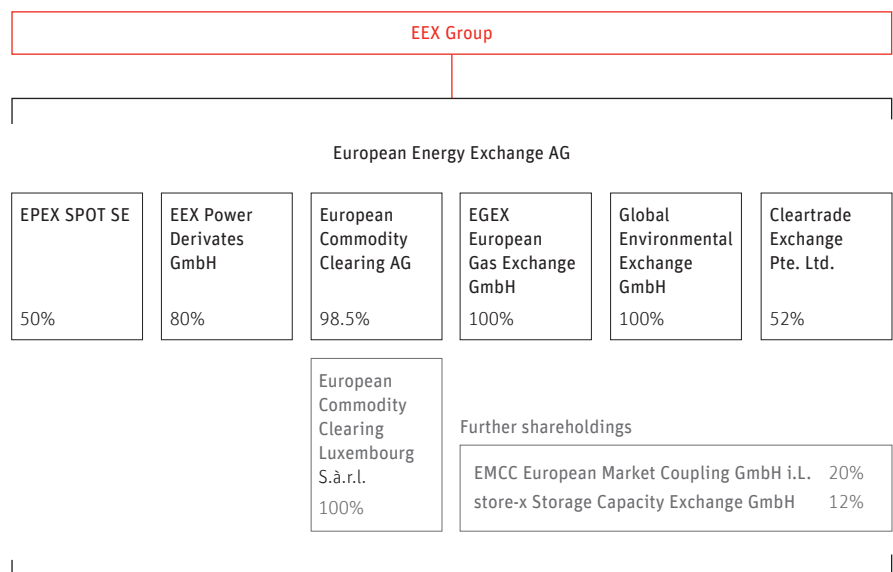 EEX Group
European Energy Exchange AG
EPEX SPOT SE
50%
EEX Power
Derivates
GmbH
80%
European
Commodity
Clearing AG
98.5%
EGEX
European
Gas Exchange
GmbH
100%
Global
Environmental
Exchange
GmbH
100%
Cleartrade
Exchange
Pte. Ltd.
52%
European
Commodity
Clearing
Luxembourg
S.à.r.l.
100%
Further shareholdings
EMCC European Market Coupling GmbH i.L. 20%
store-x Storage Capacity Exchange GmbH 12%